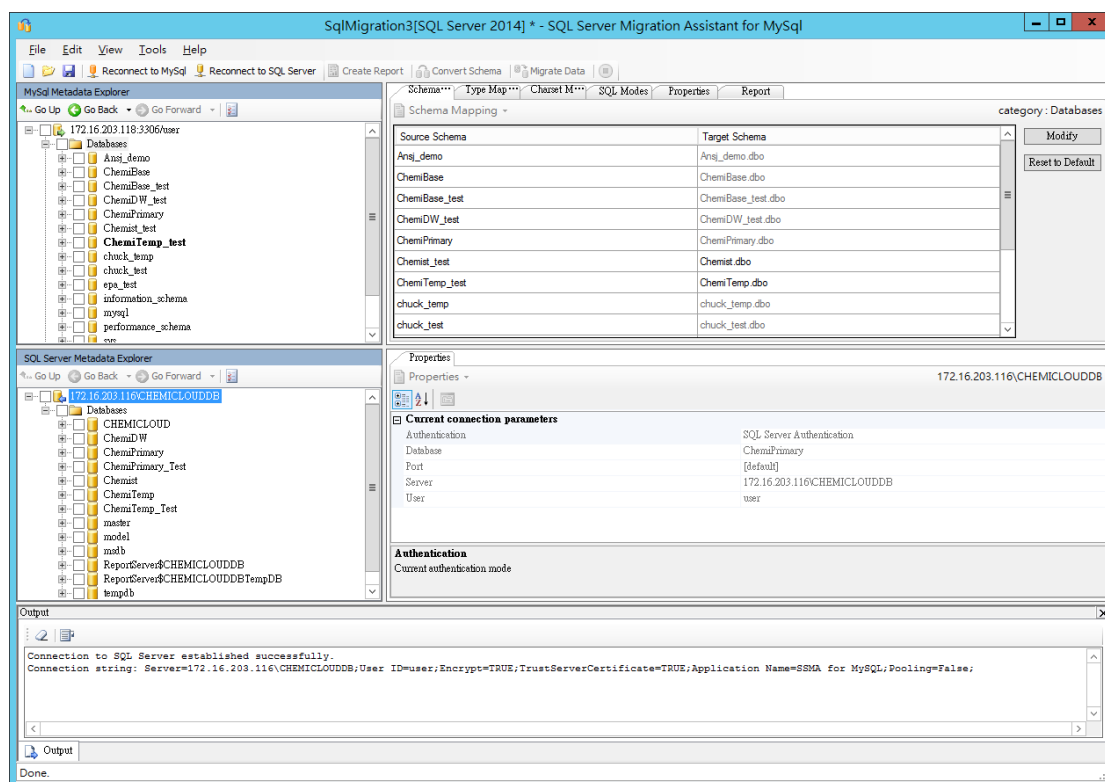 SqlMigration3[SQL Server 2014] * - SQL Server Migration Assistant for MySql
File Edit View Tools Help
Reconnect to MySql Reconnect to SQL Server Create Report Convert Schema Migrate Data
MySql Metadata Explorer
Go Up Go Back Go Forward
172.16.203.118:3306/user
Databases
Ansj_demo
ChemiBase
ChemiBase_test
ChemiDW_test
ChemiPrimary
Chemist_test
ChemiTemp_test
chuck_temp
chuck_test
epa_test
information_schema
mysql
performance_schema
sys
Schema··· Type Map··· Charset M··· SQL Modes Properties Report
Schema Mapping category : Databases
Source Schema Target Schema
Ansj_demo Ansj_demo.dbo
ChemiBase ChemiBase.dbo
ChemiBase_test ChemiBase_test.dbo
ChemiDW_test ChemiDW_test.dbo
ChemiPrimary ChemiPrimary.dbo
Chemist_test Chemist.dbo
ChemiTemp_test ChemiTemp.dbo
chuck_temp chuck_temp.dbo
chuck_test chuck_test.dbo
Modify
Reset to Default
SQL Server Metadata Explorer
Go Up Go Back Go Forward
172.16.203.116\CHEMICLOUDDB
Databases
CHEMICLOUD
ChemiDW
ChemiPrimary
ChemiPrimary_Test
Chemist
ChemiTemp
ChemiTemp_Test
master
model
msdb
ReportServer$CHEMICLOUDDB
ReportServer$CHEMICLOUDDBTempDB
tempdb
Properties
Properties 172.16.203.116\CHEMICLOUDDB
Current connection parameters
Authentication SQL Server Authentication
Database ChemiPrimary
Port [default]
Server 172.16.203.116\CHEMICLOUDDB
User user
Authentication
Current authentication mode
Output
Connection to SQL Server established successfully.
Connection string: Server=172.16.203.116\CHEMICLOUDDB;User ID=user;Encrypt=TRUE;TrustServerCertificate=TRUE;Application Name=SSMA for MySQL;Pooling=False;
Output
Done.